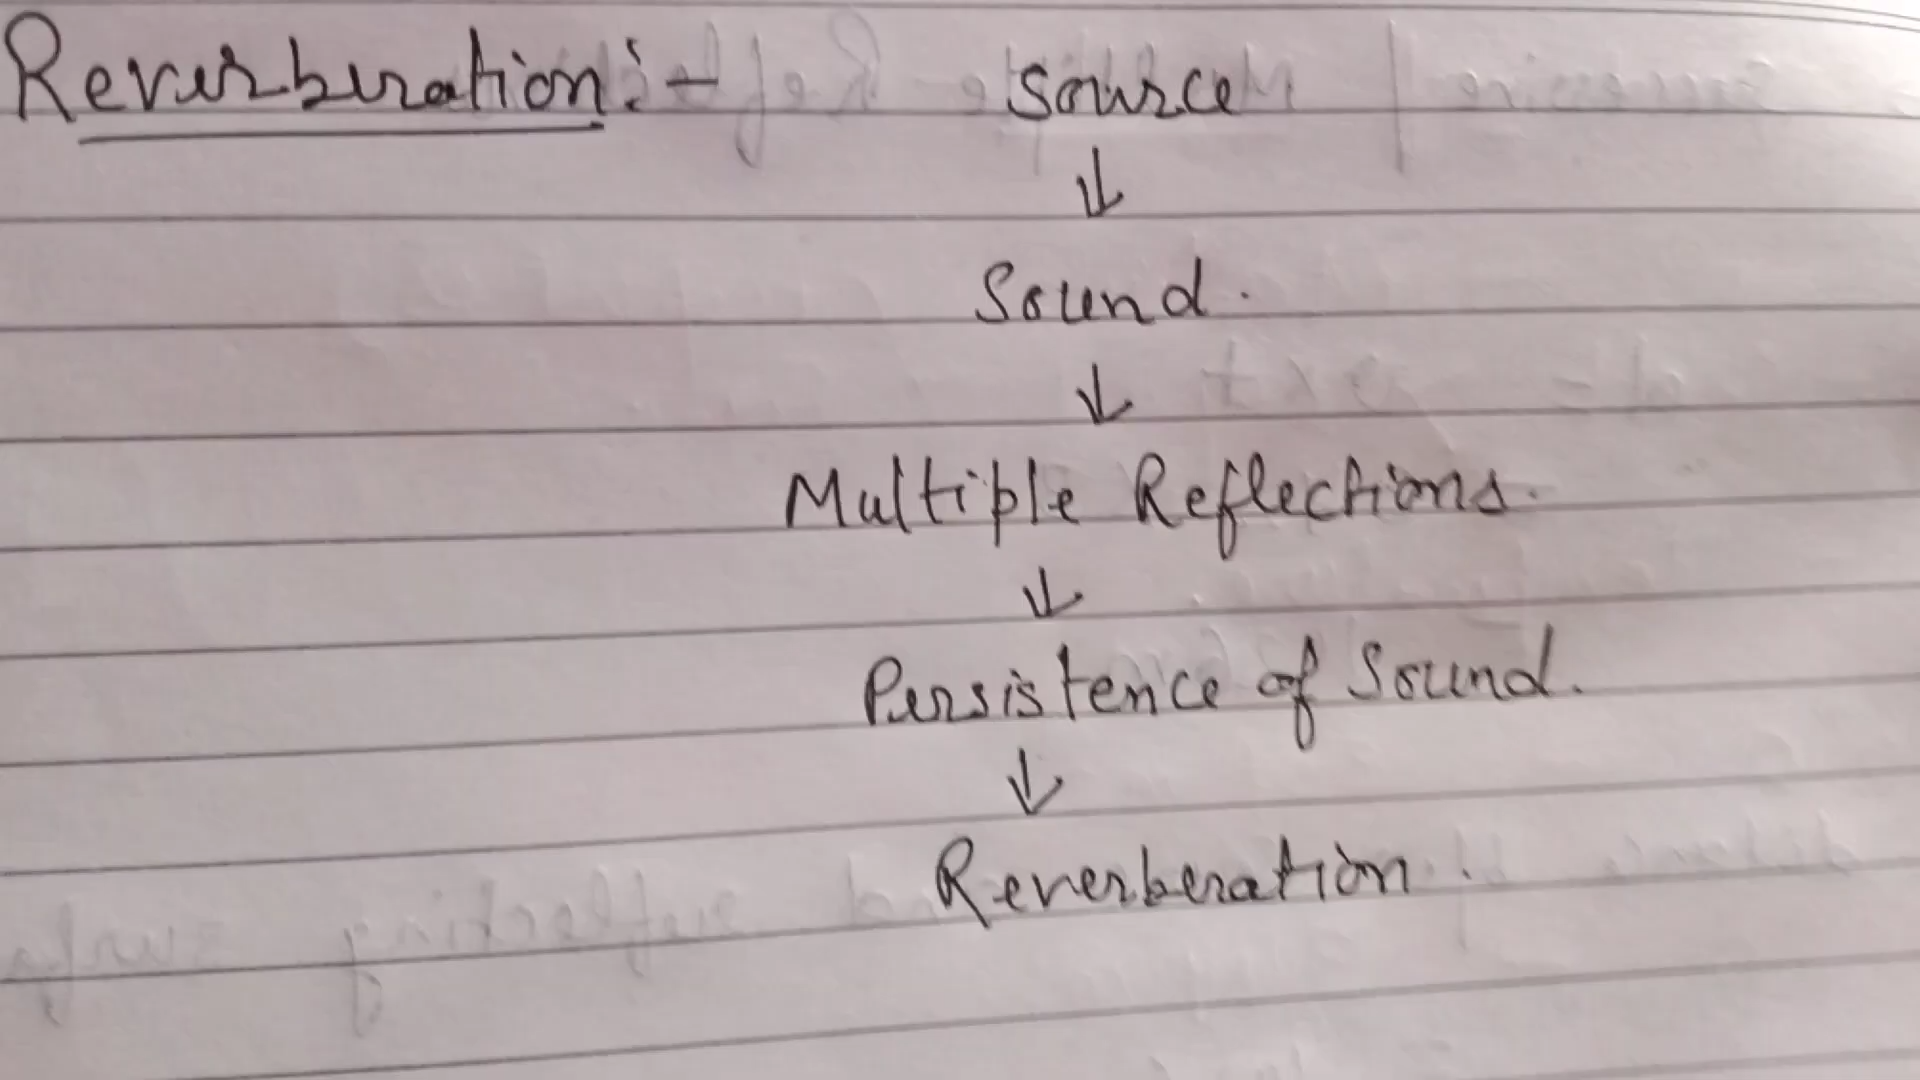 Reverberation:- Source
↓
Sound.
↓
Multiple Reflections.
↓
Persistence of Sound.
↓
Reverberation.